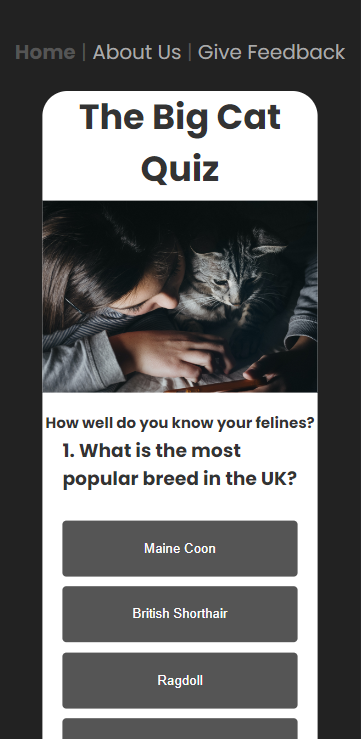 Home | About Us | Give Feedback
The Big Cat
Quiz
How well do you know your felines?
1. What is the most
popular breed in the UK?
Maine Coon
British Shorthair
Ragdoll